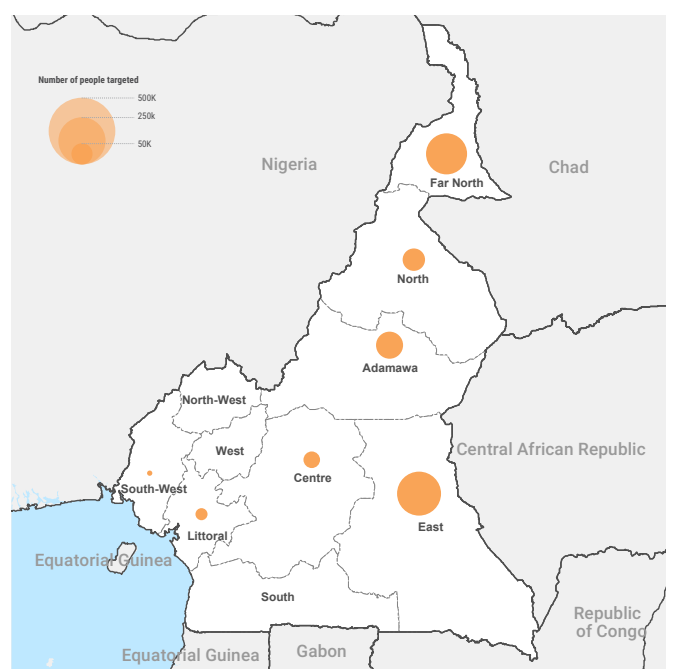 Number of people targeted
500K
250k
50K
Nigeria
Chad
Far North
North
Adamawa
North-West
West
Central African Republic
Centre
South-West
East
Littoral
Equatorial Guinea
South
Republic
of Congo
Equatorial Guinea
Gabon